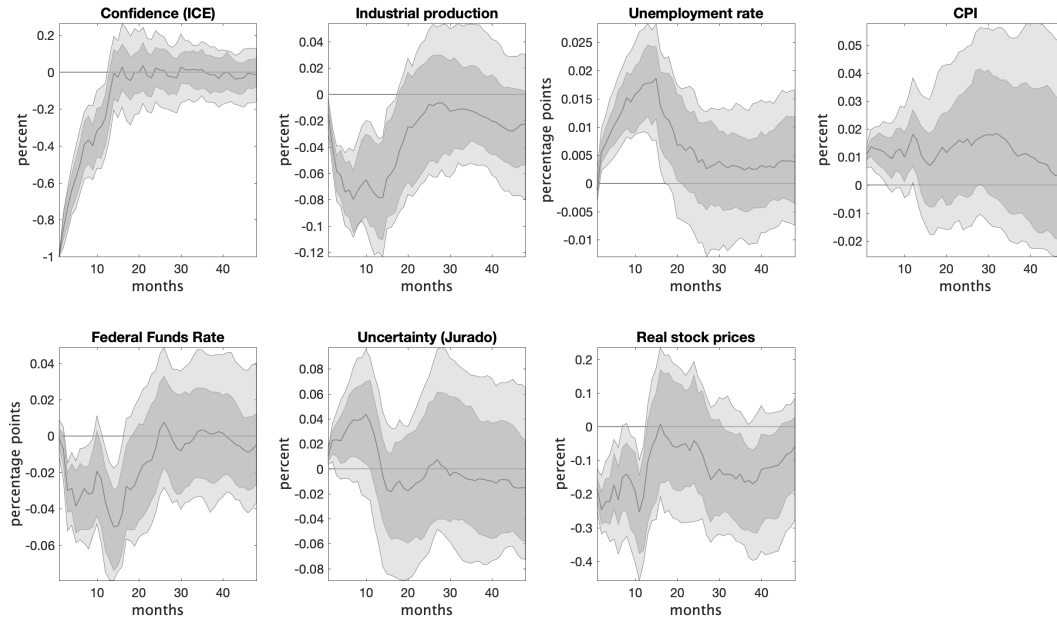 Confidence (ICE)
percent
0.2
0
-0.2
-0.4
-0.6
-0.8
-1
10 20 30 40
months
Industrial production
percent
0.04
0.02
0
-0.02
-0.04
-0.06
-0.08
-0.1
-0.12
10 20 30 40
months
Unemployment rate
percentage points
0.025
0.02
0.015
0.01
0.005
0
-0.005
-0.01
10 20 30 40
months
CPI
percent
0.05
0.04
0.03
0.02
0.01
0
-0.01
-0.02
10 20 30 40
months
Federal Funds Rate
percentage points
0.04
0.02
0
-0.02
-0.04
-0.06
10 20 30 40
months
Uncertainty (Jurado)
percent
0.08
0.06
0.04
0.02
0
-0.02
-0.04
-0.06
-0.08
10 20 30 40
months
Real stock prices
percent
0.2
0.1
0
-0.1
-0.2
-0.3
-0.4
10 20 30 40
months